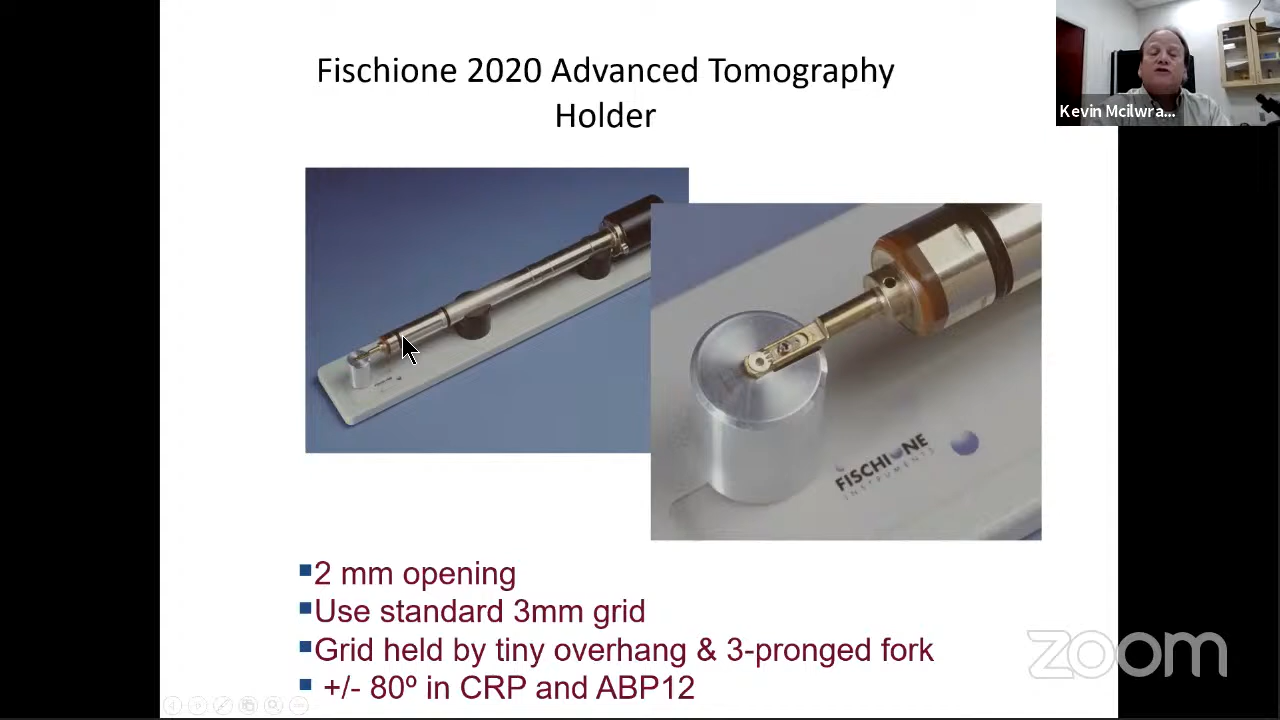 Fischione 2020 Advanced Tomography
Holder
Kevin Mcilwra...
FISCHIONE
INSTRUMENTS
2 mm opening
Use standard 3mm grid
Grid held by tiny overhang & 3-pronged fork
+/- 80º in CRP and ABP12
zoom